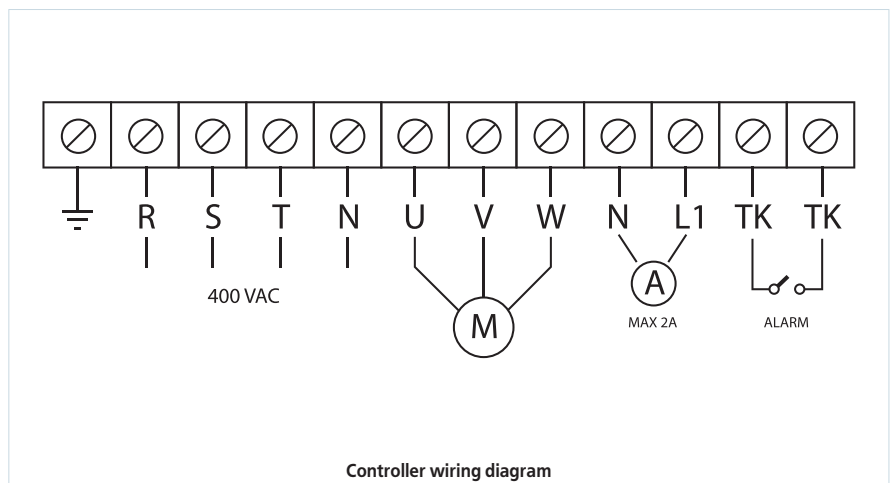 R S T N U V W N L1 TK TK
400 VAC
A
M
MAX 2A
ALARM
Controller wiring diagram